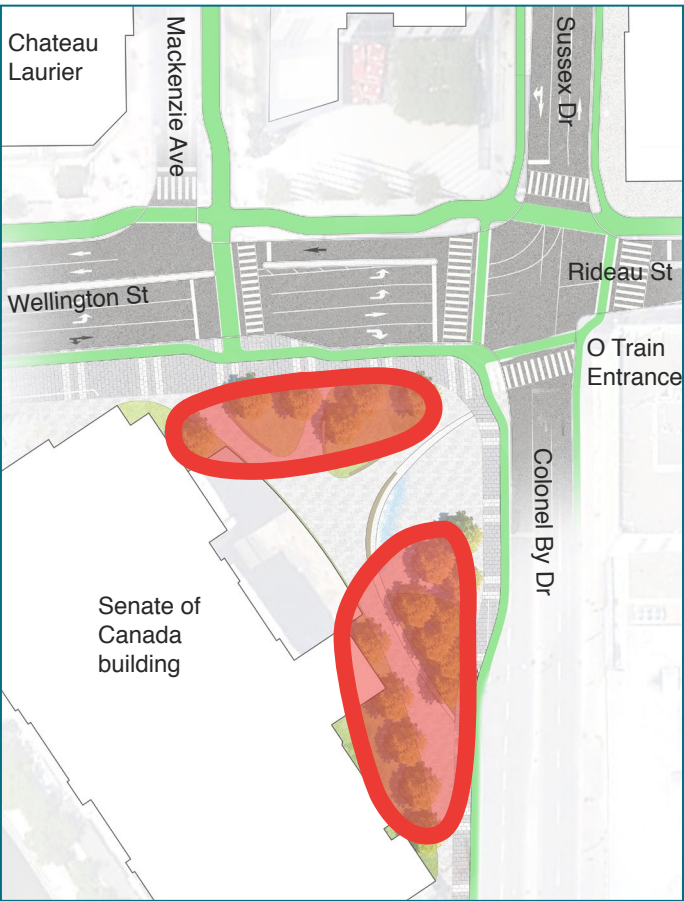 Chateau
Laurier
Mackenzie Ave
Sussex Dr
Wellington St
Rideau St
O Train
Entrance
Colonel By Dr
Senate of
Canada
building